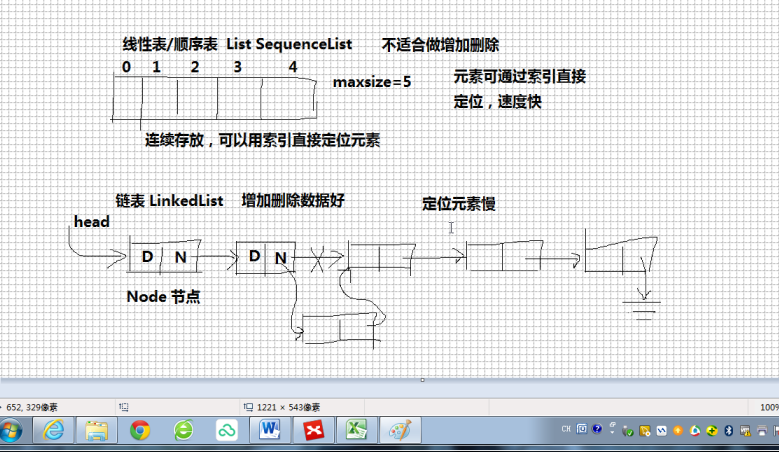 线性表/顺序表 List SequenceList 不适合做增加删除
0 1 2 3 4
maxsize=5
元素可通过索引直接
定位，速度快
连续存放，可以用索引直接定位元素
链表 LinkedList 增加删除数据好
定位元素慢
head
D N D N
Node 节点
652, 329像素
1221 × 543像素
100%
CH